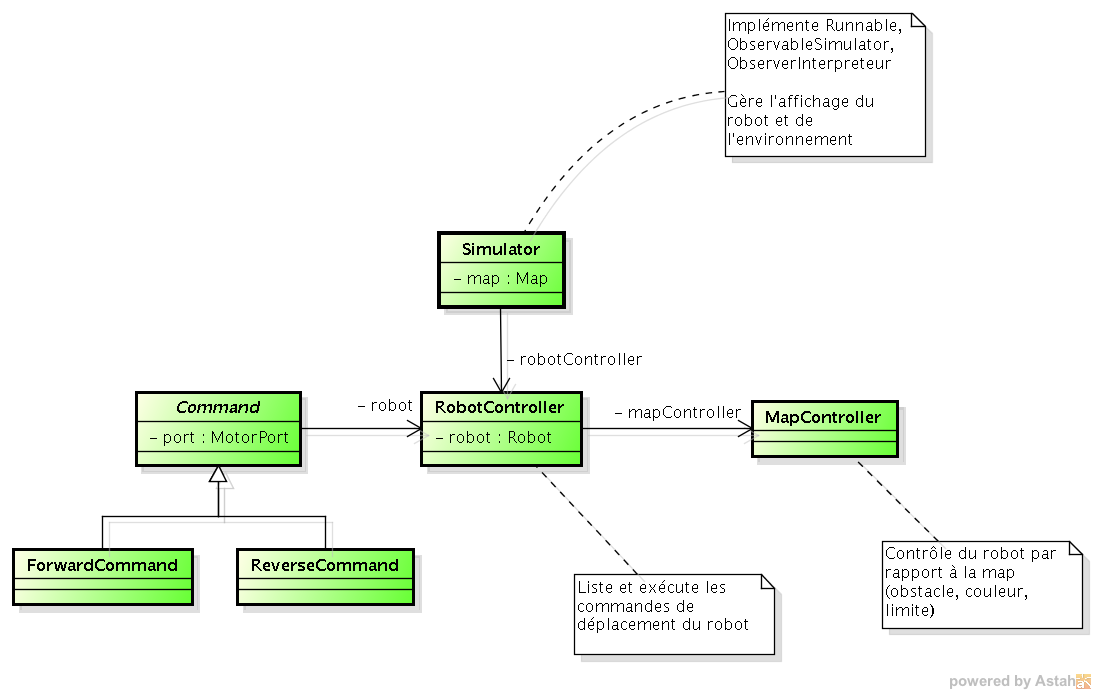 Implémente Runnable,
ObservableSimulator,
ObserverInterpreteur
Gère l'affichage du
robot et de
l'environnement
Simulator
- map : Map
- robotController
Command
- port : MotorPort
- robot
RobotController
- robot : Robot
- mapController
MapController
ForwardCommand
ReverseCommand
Liste et exécute les
commandes de
déplacement du robot
Contrôle du robot par
rapport à la map
(obstacle, couleur,
limite)
powered by Astah